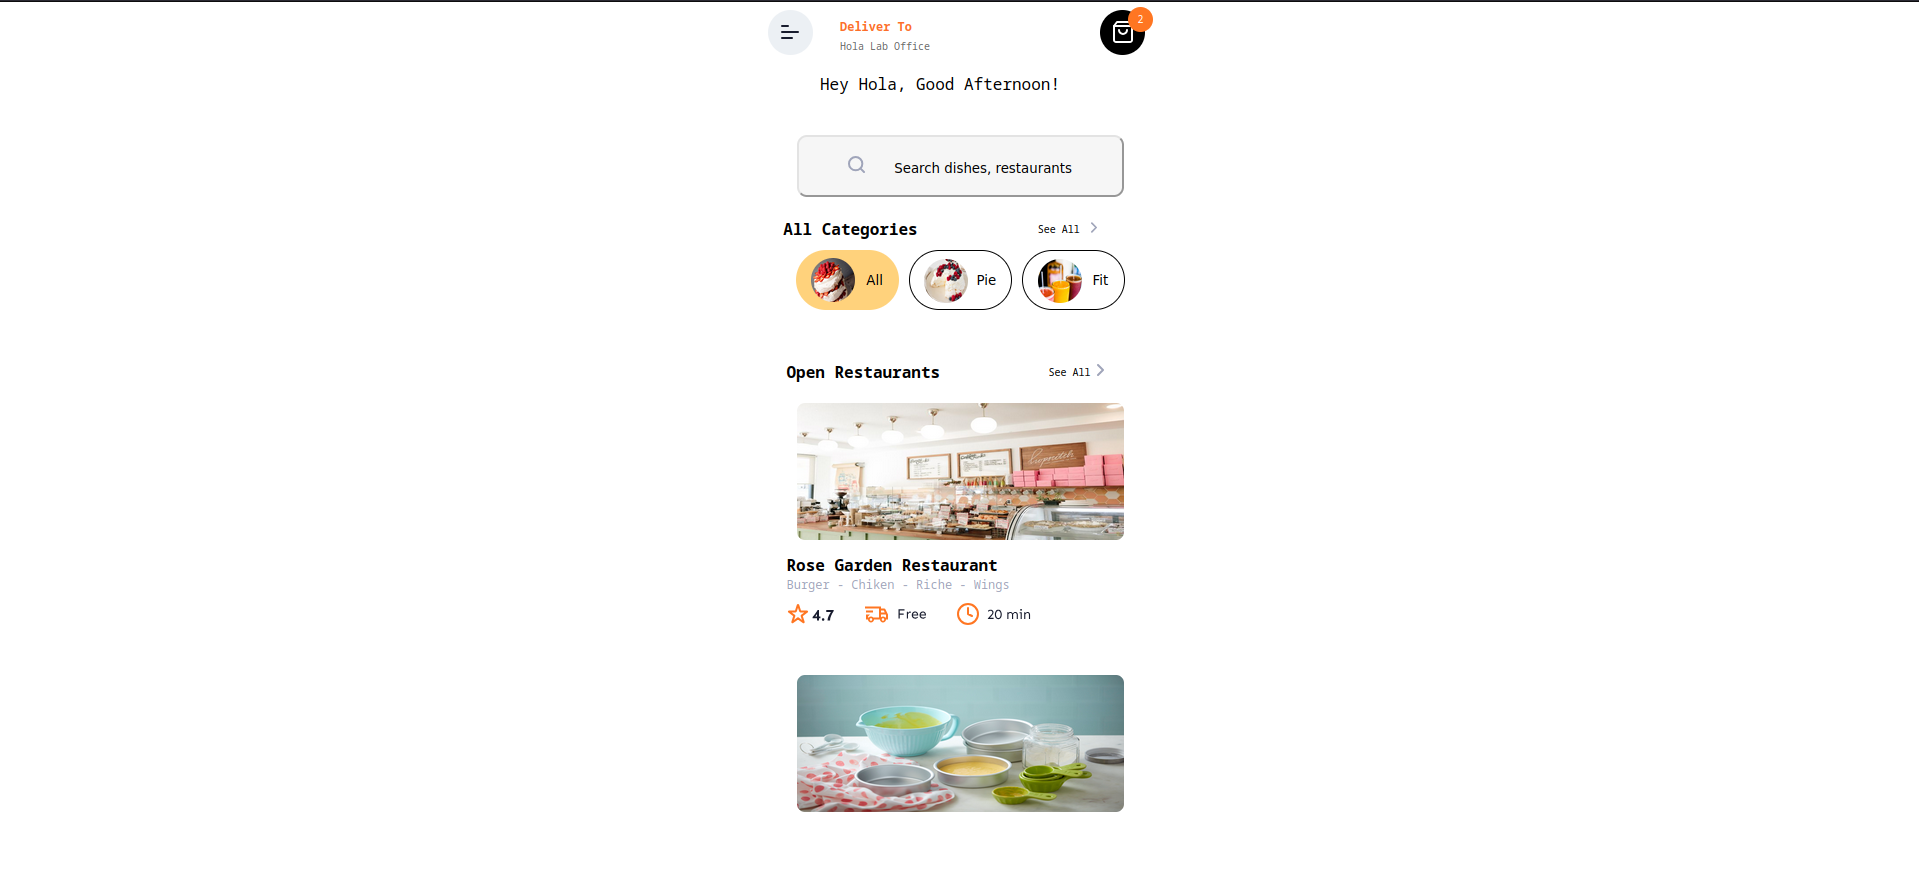 Deliver To
2
Hola Lab Office
Hey Hola, Good Afternoon!
Search dishes, restaurants
All Categories
See All
All
Pie
Fit
Open Restaurants
See All
Rose Garden Restaurant
Burger - Chiken - Riche - Wings
4.7
Free
20 min